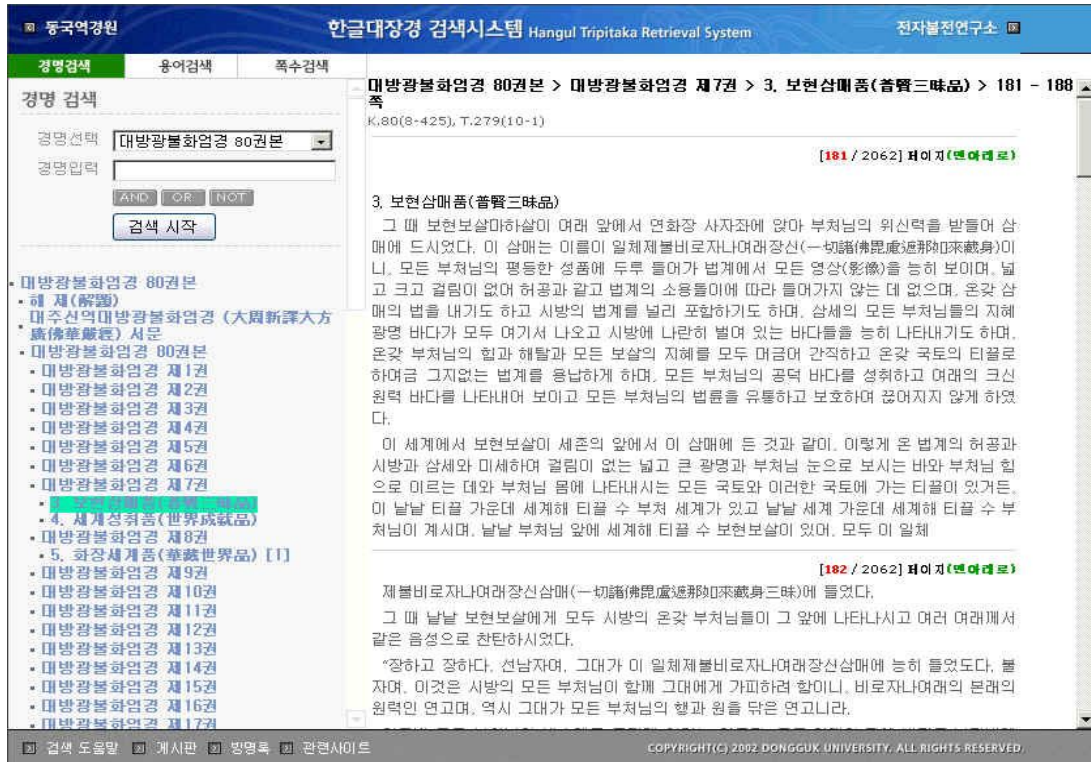 동국역경원
한글대장경 검색시스템 Hangul Tripitaka Retrieval System
전자불전연구소
경명검색 용어검색 폭수검색
경명 검색
경명선택 대방광불화엄경 80권본
경명입력
AND OR NOT
검색 시작
대방광불화엄경 80권본
해 제(解題)
대주신역대방광불화엄경 (大周新譯大方
廣佛華嚴經) 서문
대방광불화엄경 80권본
대방광불화엄경 제1권
대방광불화엄경 제2권
대방광불화엄경 제3권
대방광불화엄경 제4권
대방광불화엄경 제5권
대방광불화엄경 제6권
대방광불화엄경 제7권
3. 보현삼매품(普賢三昧品)
4. 세계성취품(世界成就品)
대방광불화엄경 제8권
5. 화장세계품(華藏世界品) [1]
대방광불화엄경 제9권
대방광불화엄경 제10권
대방광불화엄경 제11권
대방광불화엄경 제12권
대방광불화엄경 제13권
대방광불화엄경 제14권
대방광불화엄경 제15권
대방광불화엄경 제16권
대방광불화엄경 제17권
대방광불화엄경 80권본 > 대방광불화엄경 제7권 > 3. 보현삼매품(普賢三昧品) > 181 - 188
쪽
K.80(8-425), T.279(10-1)
[181 / 2062] 페이지(맨아래로)
3. 보현삼매품(普賢三昧品)
그 때 보현보살마하살이 여래 앞에서 연화장 사자좌에 앉아 부처님의 위신력을 받들어 삼
매에 드시었다. 이 삼매는 이름이 일체제불비로자나여래장신(一切諸佛毘盧遮那如來藏身)이
니, 모든 부처님의 평등한 성품에 두루 들어가 법계에서 모든 영상(影像)을 능히 보이며, 넓
고 크고 걸림이 없어 허공과 같고 법계의 소용돌이에 따라 들어가지 않는 데 없으며, 온갖 삼
매의 법을 내기도 하고 시방의 법계를 널리 포함하기도 하며, 삼세의 모든 부처님들의 지혜
광명 바다가 모두 여기서 나오고 시방에 나란히 벌여 있는 바다들을 능히 나타내기도 하며,
온갖 부처님의 힘과 해탈과 모든 보살의 지혜를 모두 머금어 간직하고 온갖 국토의 티끌로
하여금 그지없는 법계를 용납하게 하며, 모든 부처님의 공덕 바다를 성취하고 여래의 크신
원력 바다를 나타내어 보이고 모든 부처님의 법륜을 유통하고 보호하여 끊어지지 않게 하였
다.
이 세계에서 보현보살이 세존의 앞에서 이 삼매에 든 것과 같이, 이렇게 온 법계의 허공과
시방과 삼세와 미세하여 걸림이 없는 넓고 큰 광명과 부처님 눈으로 보시는 바와 부처님 힘
으로 이르는 데와 부처님 몸에 나타내시는 모든 국토와 이러한 국토에 가는 티끌이 있거든,
이 낱낱 티끌 가운데 세계해 티끌 수 부처 세계가 있고 낱낱 세계 가운데 세계해 티끌 수 부
처님이 계시며, 낱낱 부처님 앞에 세계해 티끌 수 보현보살이 있어, 모두 이 일체
[182 / 2062] 페이지(맨아래로)
제불비로자나여래장신삼매(一切諸佛毘盧遮那如來藏身三昧)에 들었다.
그 때 낱낱 보현보살에게 모두 시방의 온갖 부처님들이 그 앞에 나타나시고 여러 여래께서
같은 음성으로 찬탄하시었다.
“장하고 장하다, 선남자여, 그대가 이 일체제불비로자나여래장신삼매에 능히 들었도다. 불
자여, 이것은 시방의 모든 부처님이 함께 그대에게 가피하려 함이니, 비로자나여래의 본래의
원력인 연고며, 역시 그대가 모든 부처님의 행과 원을 닦은 연고니라.
검색 도움말 게시판 방명록 관련사이트
COPYRIGHT(C) 2002 DONGGUK UNIVERSITY. ALL RIGHTS RESERVED.